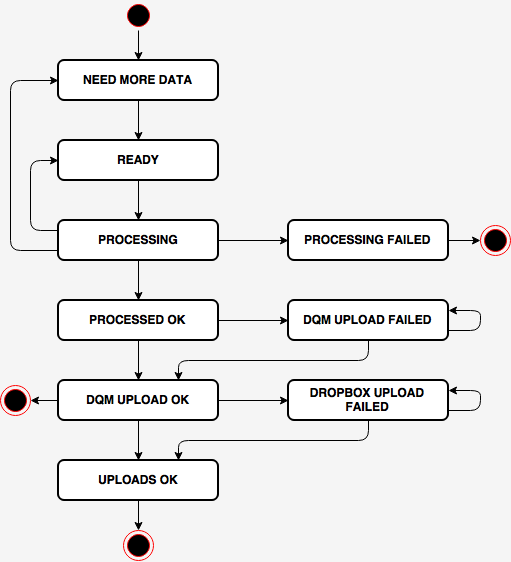 NEED MORE DATA
READY
PROCESSING
PROCESSING FAILED
PROCESSED OK
DQM UPLOAD FAILED
DQM UPLOAD OK
DROPBOX UPLOAD
FAILED
UPLOADS OK